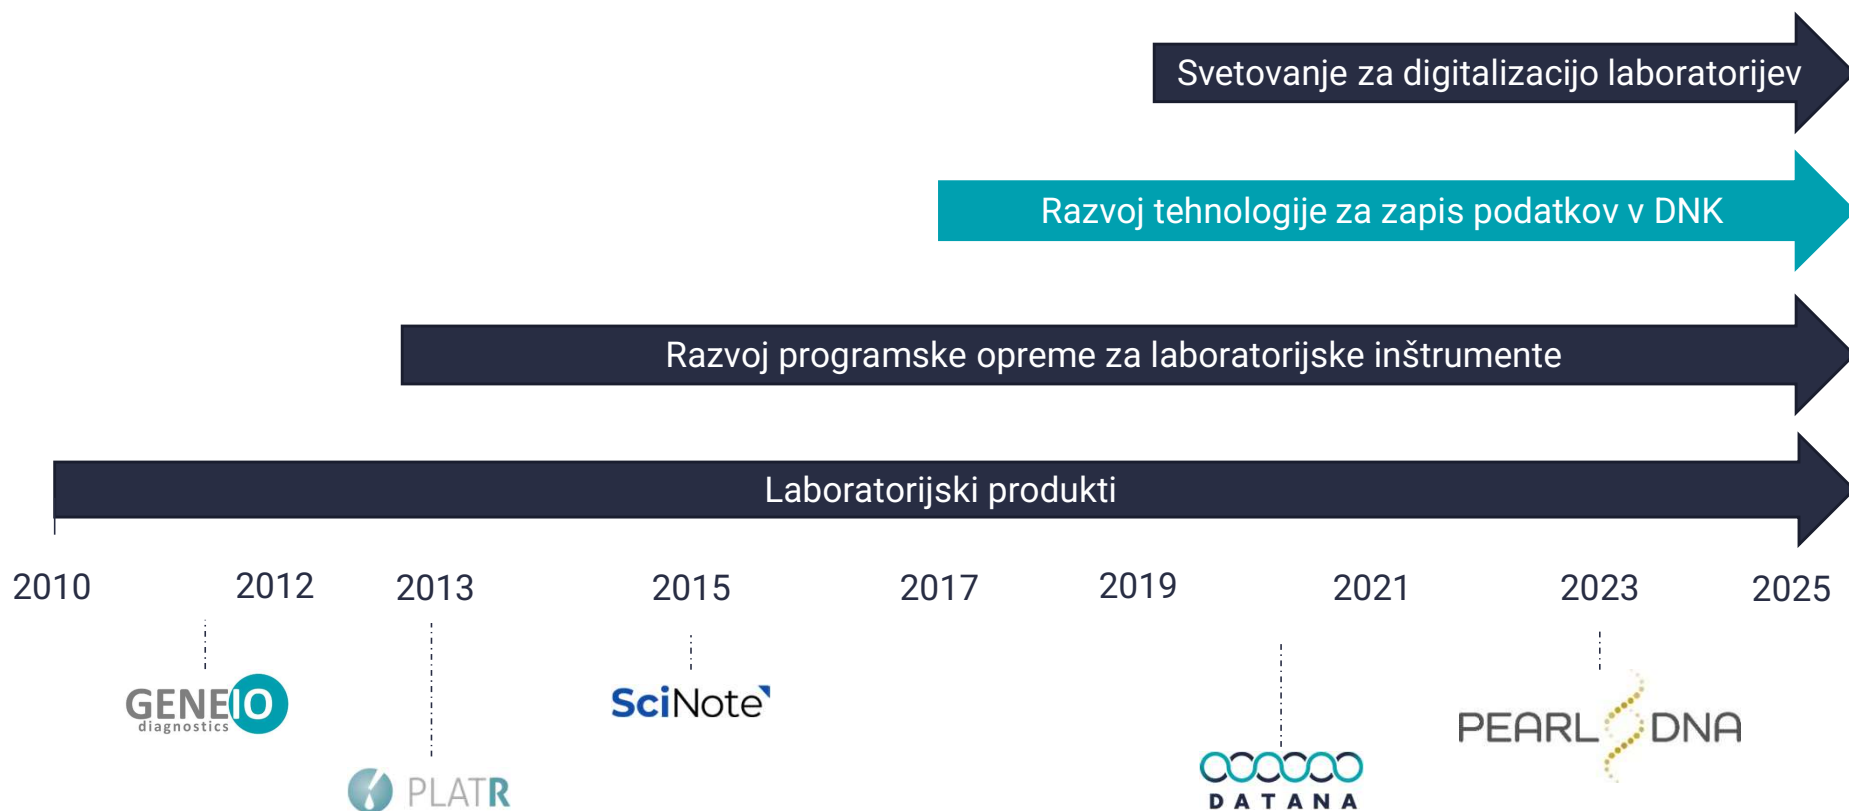 Svetovanje za digitalizacijo laboratorijev
Razvoj tehnologije za zapis podatkov v DNK
Razvoj programske opreme za laboratorijske inštrumente
Laboratorijski produkti
2010 2012 2013 2015 2017 2019 2021 2023 2025
GENEIO
diagnostics
SciNote
PEARL DNA
PLATR
DATANA